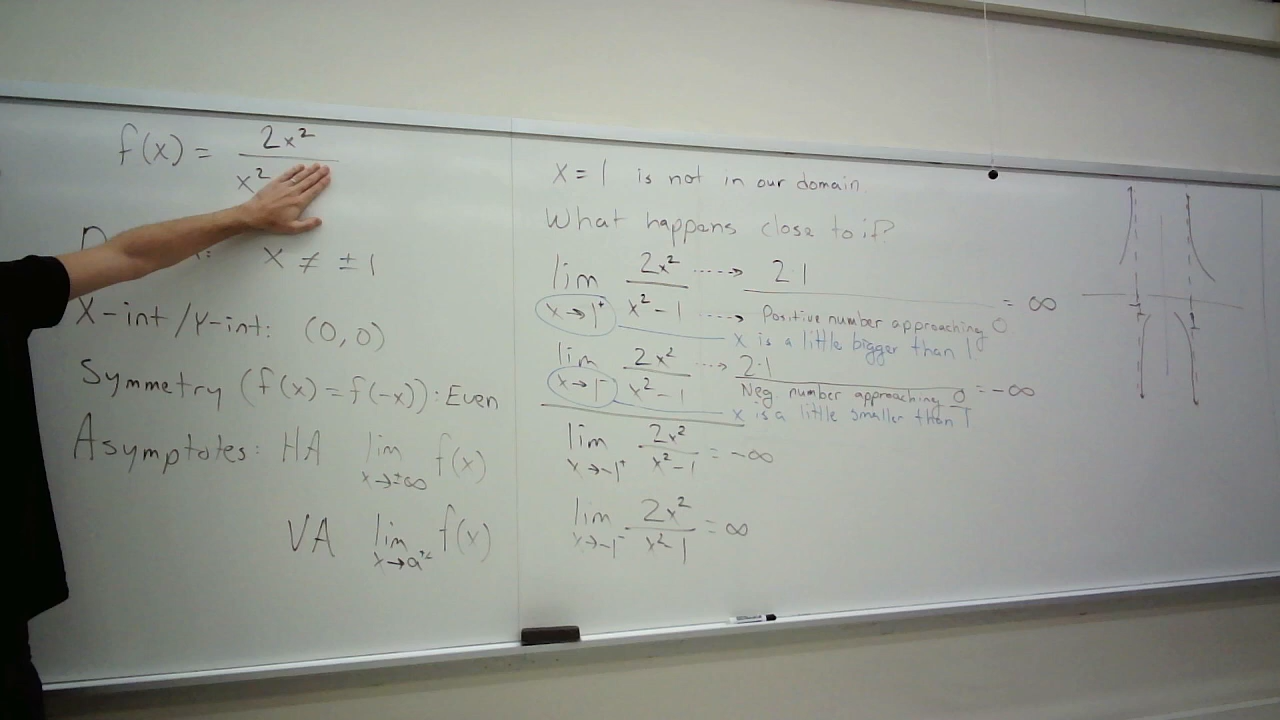 f(x) = 2x²
x²
x ≠ ±1
X-int/Y-int: (0,0)
Symmetry (f(x) = f(-x)): Even
Asymptotes: HA lim x→±∞ f(x)
VA lim x→a⁺⁄⁻ f(x)
x = 1 is not in our domain
What happens close to it?
lim x→1⁺ 2x²/x²-1 → 2·1 / Positive number approaching 0 = ∞
x is a little bigger than 1
lim x→1⁻ 2x²/x²-1 → 2·1 / Neg. number approaching 0 = -∞
x is a little smaller than 1
lim x→-1⁺ 2x²/x²-1 = -∞
lim x→-1⁻ 2x²/x²-1 = ∞
-1 1